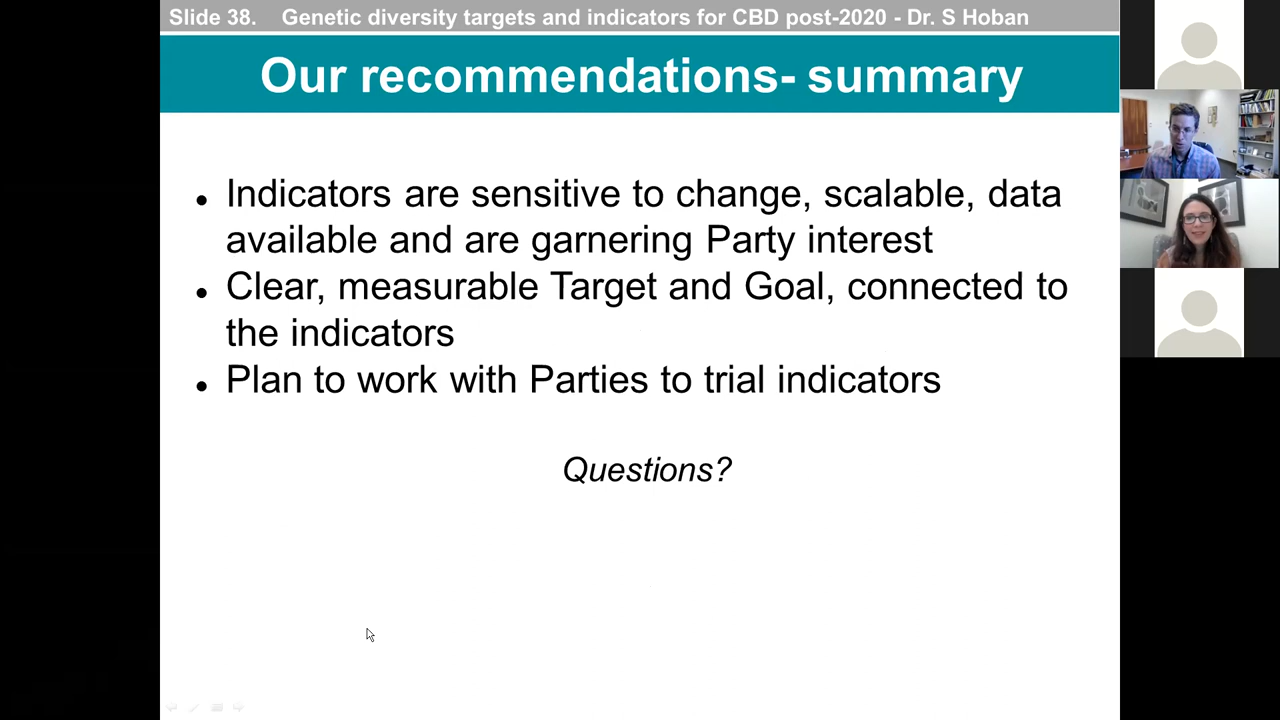 Slide 38. Genetic diversity targets and indicators for CBD post-2020 - Dr. S Hoban
Our recommendations- summary
• Indicators are sensitive to change, scalable, data
available and are garnering Party interest
• Clear, measurable Target and Goal, connected to
the indicators
• Plan to work with Parties to trial indicators
Questions?